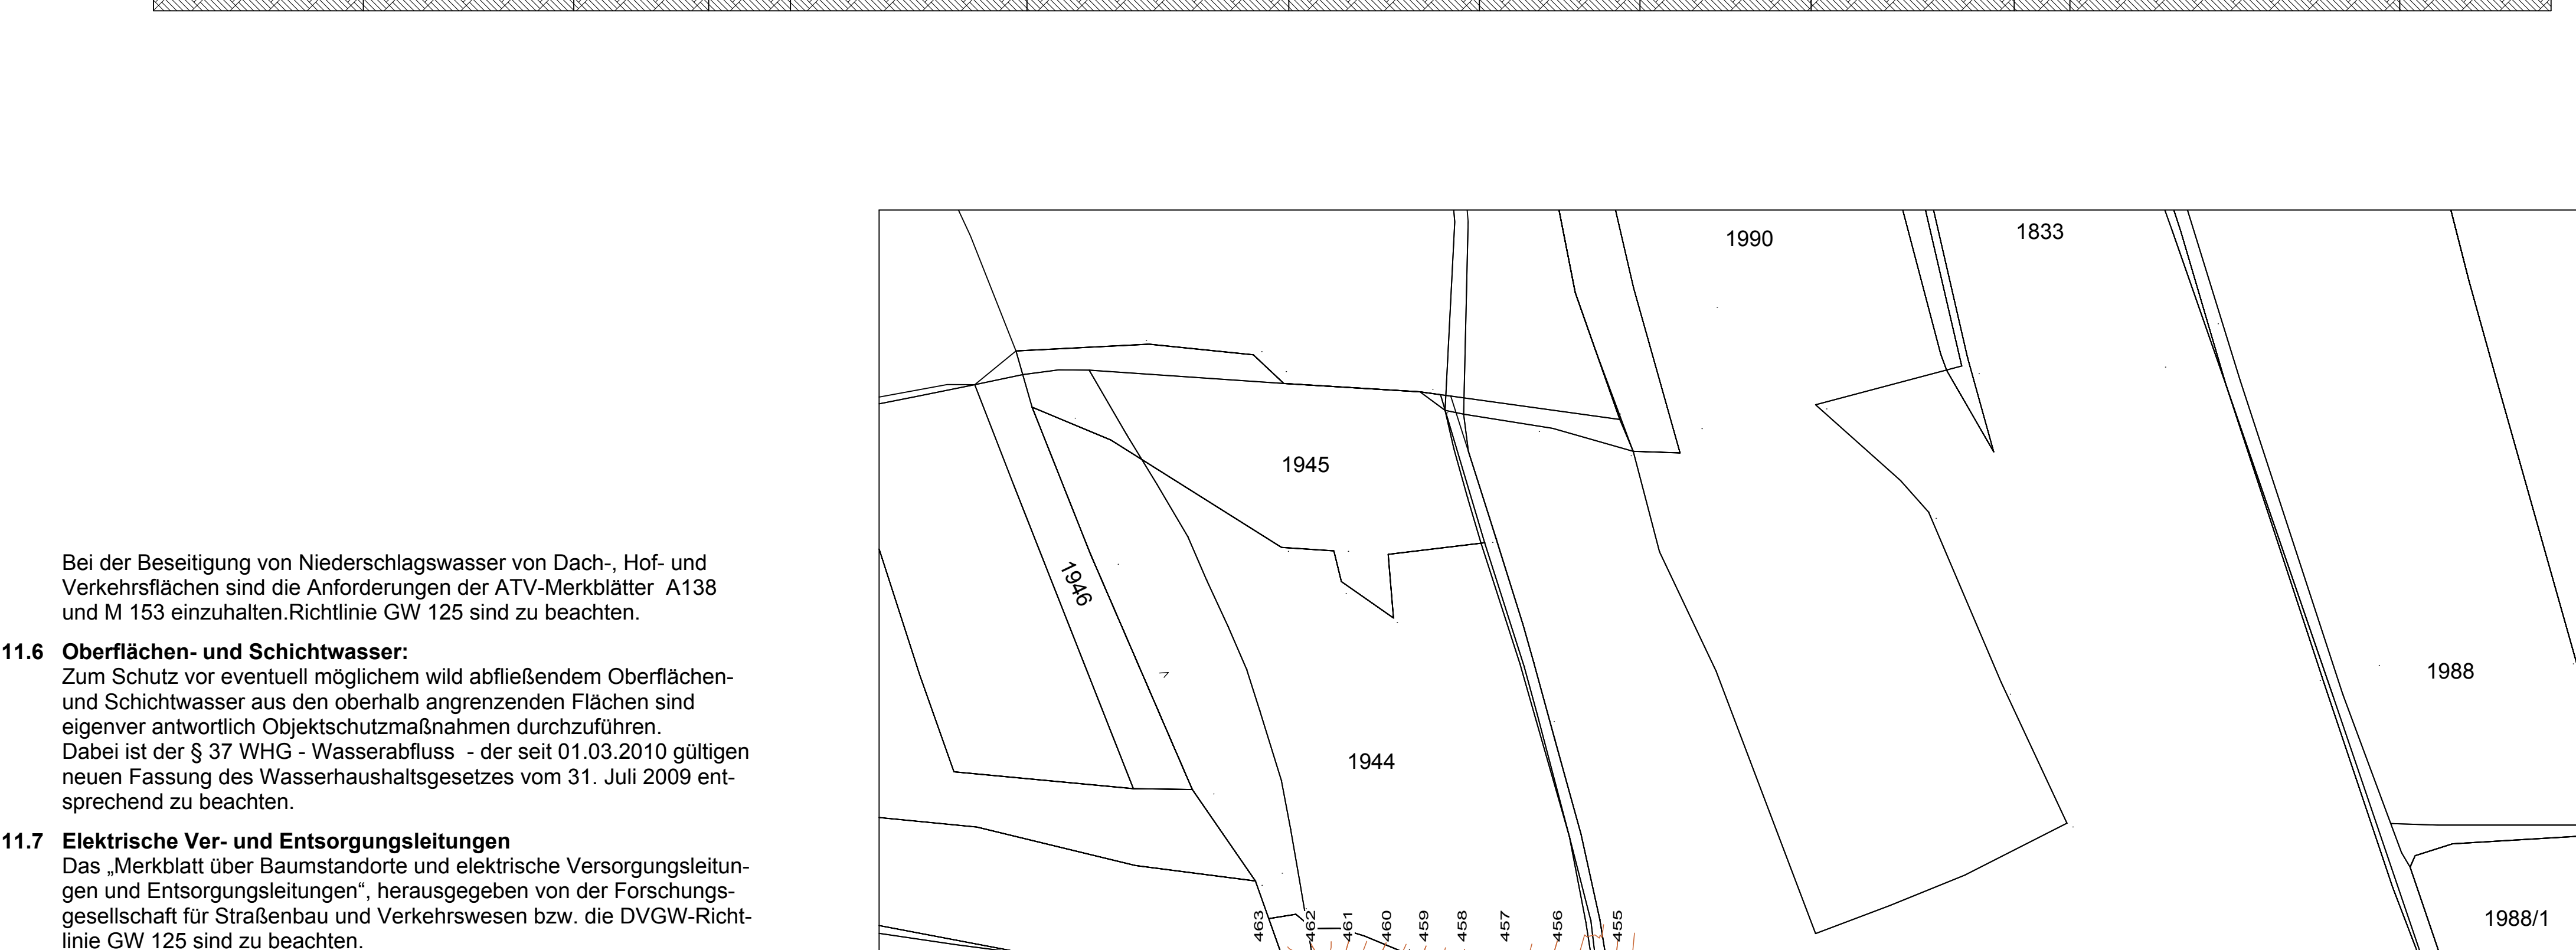 Bei der Beseitigung von Niederschlagswasser von Dach-, Hof- und
Verkehrsflächen sind die Anforderungen der ATV-Merkblätter  A138
und M 153 einzuhalten.Richtlinie GW 125 sind zu beachten.
11.6 Oberflächen- und Schichtwasser:
Zum Schutz vor eventuell möglichem wild abfließendem Oberflächen-
und Schichtwasser aus den oberhalb angrenzenden Flächen sind
eigenver antwortlich Objektschutzmaßnahmen durchzuführen.
Dabei ist der § 37 WHG - Wasserabfluss  - der seit 01.03.2010 gültigen
neuen Fassung des Wasserhaushaltsgesetzes vom 31. Juli 2009 ent-
sprechend zu beachten.
11.7 Elektrische Ver- und Entsorgungsleitungen
Das „Merkblatt über Baumstandorte und elektrische Versorgungsleitun-
gen und Entsorgungsleitungen“, herausgegeben von der Forschungs-
gesellschaft für Straßenbau und Verkehrswesen bzw. die DVGW-Richt-
linie GW 125 sind zu beachten.
1990
1833
1945
1946
1988
1944
1988/1
463
462
461
460
459
458
457
456
455